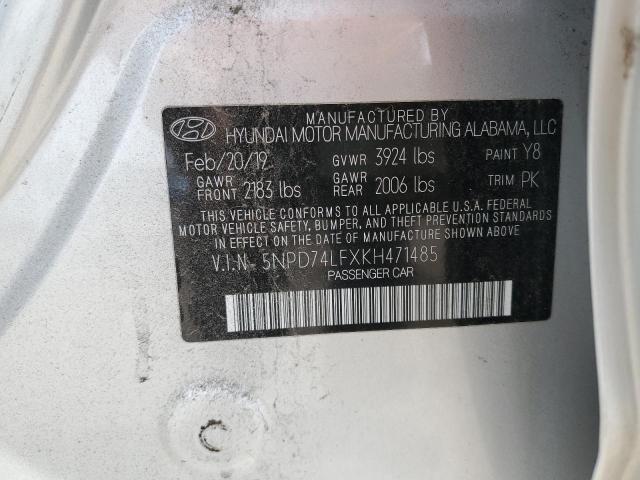 MANUFACTURED BY
HYUNDAI MOTOR MANUFACTURING ALABAMA, LLC
Feb/20/19 GVWR 3924 lbs PAINT Y8
GAWR FRONT 2183 lbs GAWR REAR 2006 lbs TRIM PK
THIS VEHICLE CONFORMS TO ALL APPLICABLE U.S.A. FEDERAL
MOTOR VEHICLE SAFETY, BUMPER, AND THEFT PREVENTION STANDARDS
IN EFFECT ON THE DATE OF MANUFACTURE SHOWN ABOVE.
V.I.N- 5NPD74LFXKH471485
PASSENGER CAR